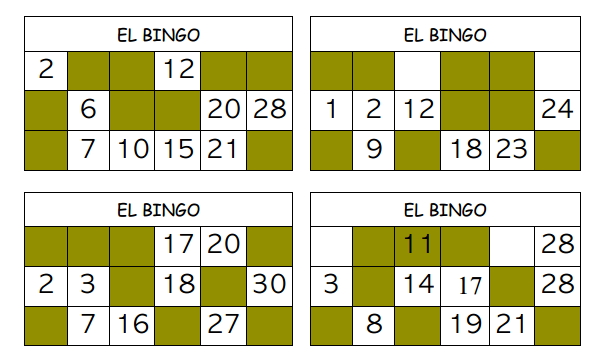 EL BINGO
2 12
6 20 28
7 10 15 21
EL BINGO
1 2 12 24
9 18 23
EL BINGO
17 20
2 3 18 30
7 16 27
EL BINGO
11 28
3 14 17 28
8 19 21